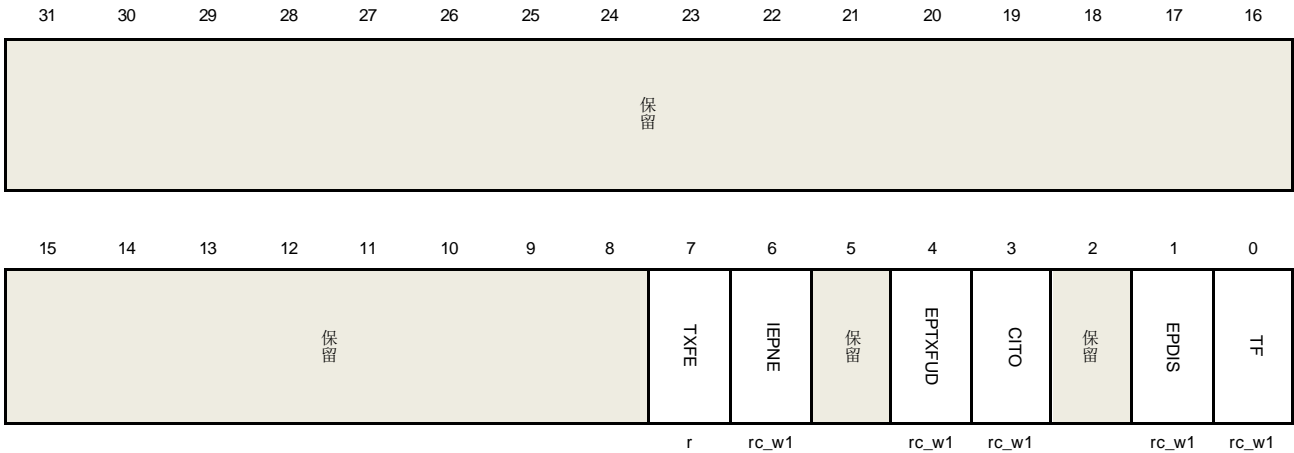 31 30 29 28 27 26 25 24 23 22 21 20 19 18 17 16
保留
15 14 13 12 11 10 9 8 7 6 5 4 3 2 1 0
保留 TXFE IEPNE 保留 EPTXFUD CITO 保留 EPDIS TF
r rc_w1 rc_w1 rc_w1 rc_w1 rc_w1